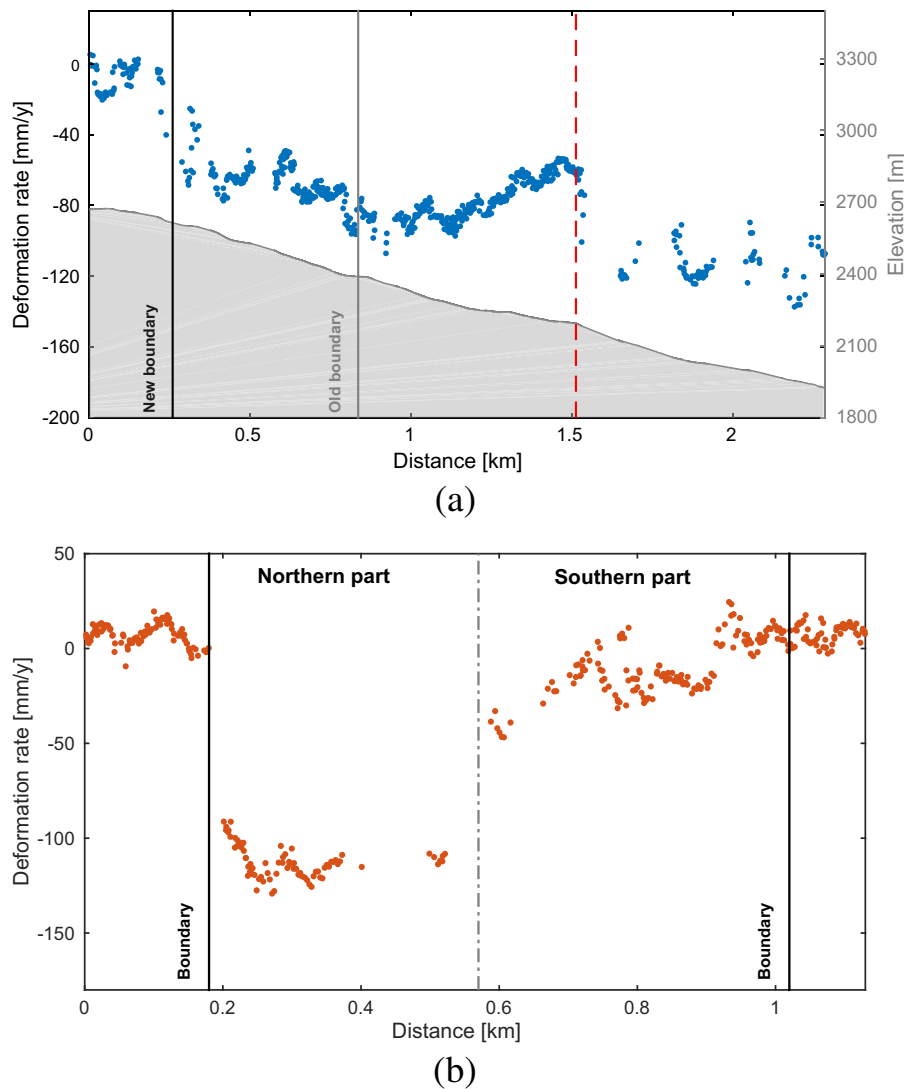 0
-40
-80
-120
-160
-200
Deformation rate [mm/y]
3300
3000
2700
2400
2100
1800
Elevation [m]
New boundary
Old boundary
0
0.5
1
1.5
2
Distance [km]
(a)
50
0
-50
-100
-150
Deformation rate [mm/y]
Northern part
Southern part
Boundary
Boundary
0
0.2
0.4
0.6
0.8
1
Distance [km]
(b)